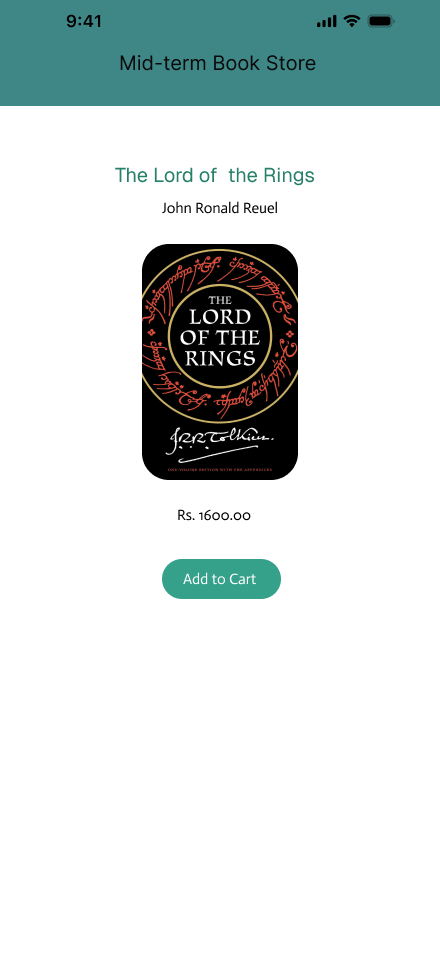 9:41
Mid-term Book Store
The Lord of  the Rings
John Ronald Reuel
THE
LORD
OF THE
RINGS
J.R.R. Tolkien.
ONE-VOLUME EDITION WITH THE APPENDICES
Rs. 1600.00
Add to Cart